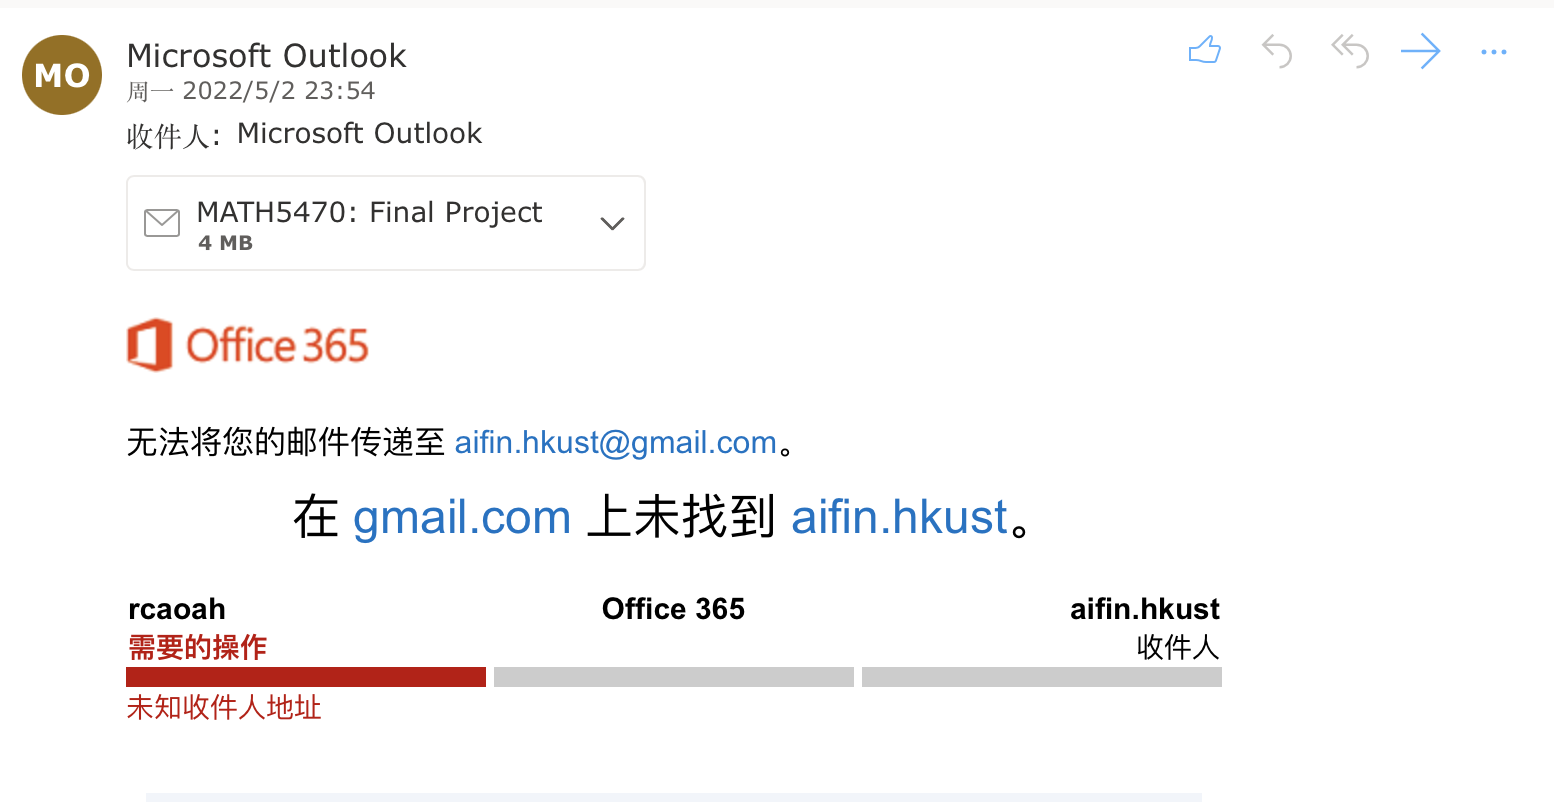 MO
Microsoft Outlook
周一 2022/5/2 23:54
收件人: Microsoft Outlook
MATH5470: Final Project
4 MB
Office 365
无法将您的邮件传递至 aifin.hkust@gmail.com。
在 gmail.com 上未找到 aifin.hkust。
rcaoah Office 365 aifin.hkust
需要的操作 收件人
未知收件人地址